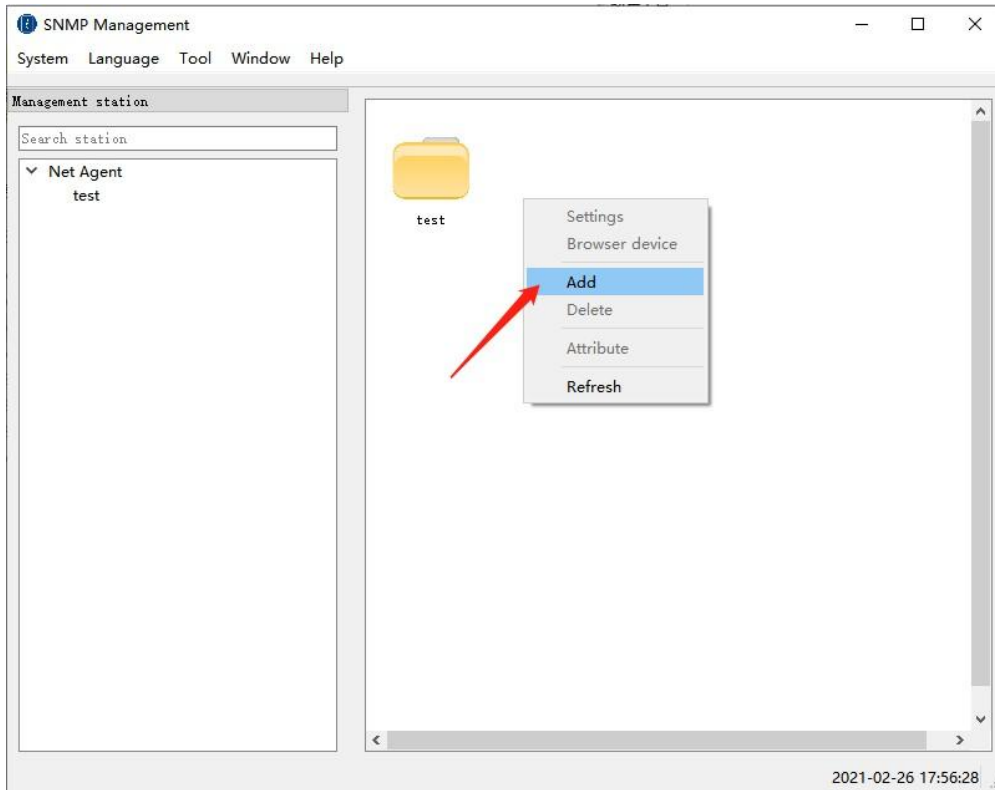 SNMP Management
System Language Tool Window Help
Management station
Search station
Net Agent
test
test
Settings
Browser device
Add
Delete
Attribute
Refresh
2021-02-26 17:56:28